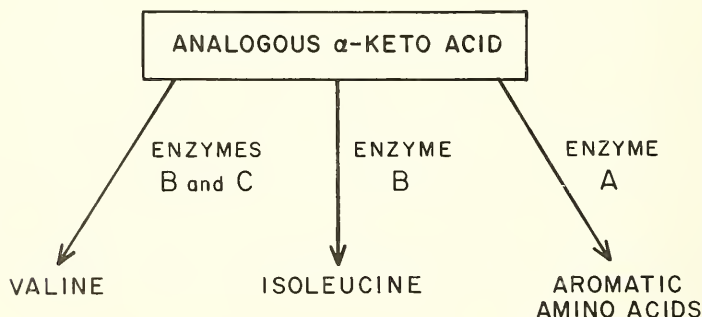 ANALOGOUS α-KETO ACID
ENZYMES
B and C
ENZYME
B
ENZYME
A
VALINE
ISOLEUCINE
AROMATIC
AMINO ACIDS